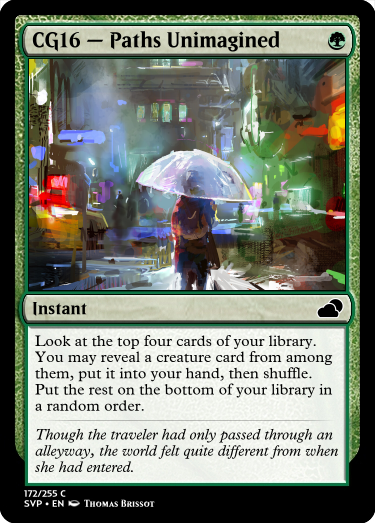 CG16 — Paths Unimagined
Instant
Look at the top four cards of your library.
You may reveal a creature card from among
them, put it into your hand, then shuffle.
Put the rest on the bottom of your library in
a random order.
Though the traveler had only passed through an
alleyway, the world felt quite different from when
she had entered.
172/255 C
SVP • EN Thomas Brissot